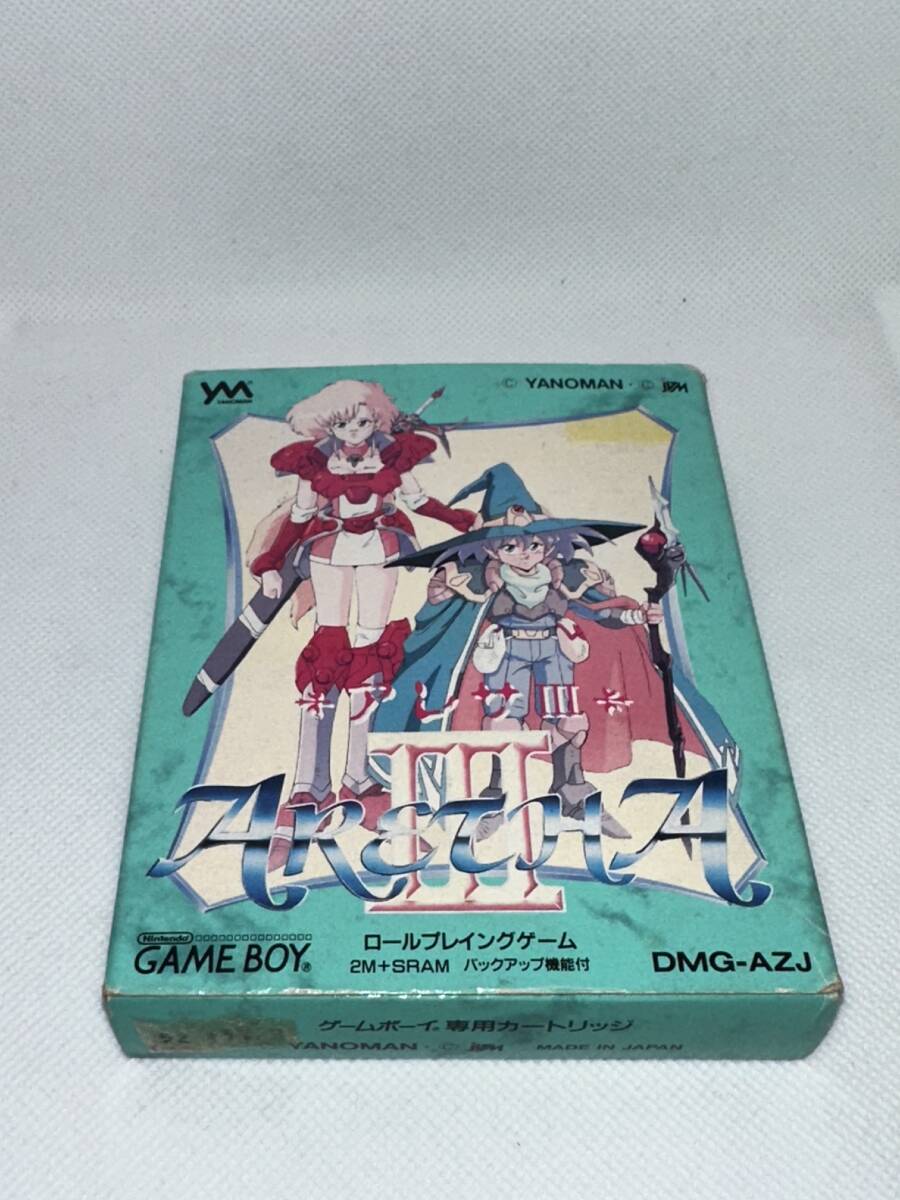 YM
YANOMAN
© YANOMAN · © JVM
アレサIII
III
ARETHA
Nintendo
GAME BOY®
ロールプレイングゲーム
2M+SRAM バックアップ機能付
DMG-AZJ
ゲームボーイ®専用カートリッジ
YANOMAN · ©
MADE IN JAPAN